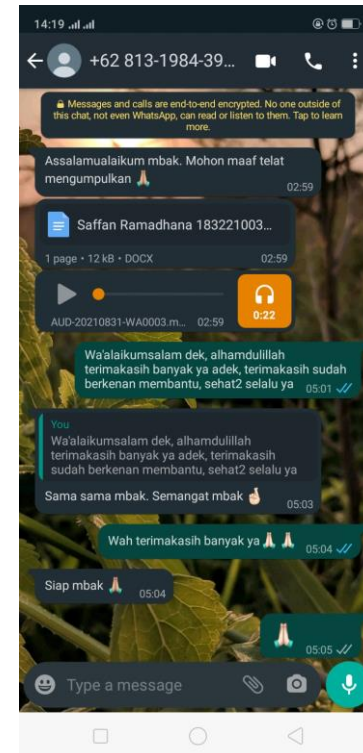 14:19
+62 813-1984-39...
Messages and calls are end-to-end encrypted. No one outside of
this chat, not even WhatsApp, can read or listen to them. Tap to learn
more.
Assalamualaikum mbak. Mohon maaf telat
mengumpulkan 🙏🏻
02:59
Saffan Ramadhana 183221003...
1 page • 12 kB • DOCX 02:59
0:22
AUD-20210831-WA0003.m... 02:59
Wa'alaikumsalam dek, alhamdulillah
terimakasih banyak ya adek, terimakasih sudah
berkenan membantu, sehat2 selalu ya 05:01
You
Wa'alaikumsalam dek, alhamdulillah
terimakasih banyak ya adek, terimakasih
sudah berkenan membantu, sehat2 selalu ya
Sama sama mbak. Semangat mbak ☝🏻
05:03
Wah terimakasih banyak ya 🙏🏻 🙏🏻 05:04
Siap mbak 🙏🏻 05:04
🙏🏻 05:05
Type a message